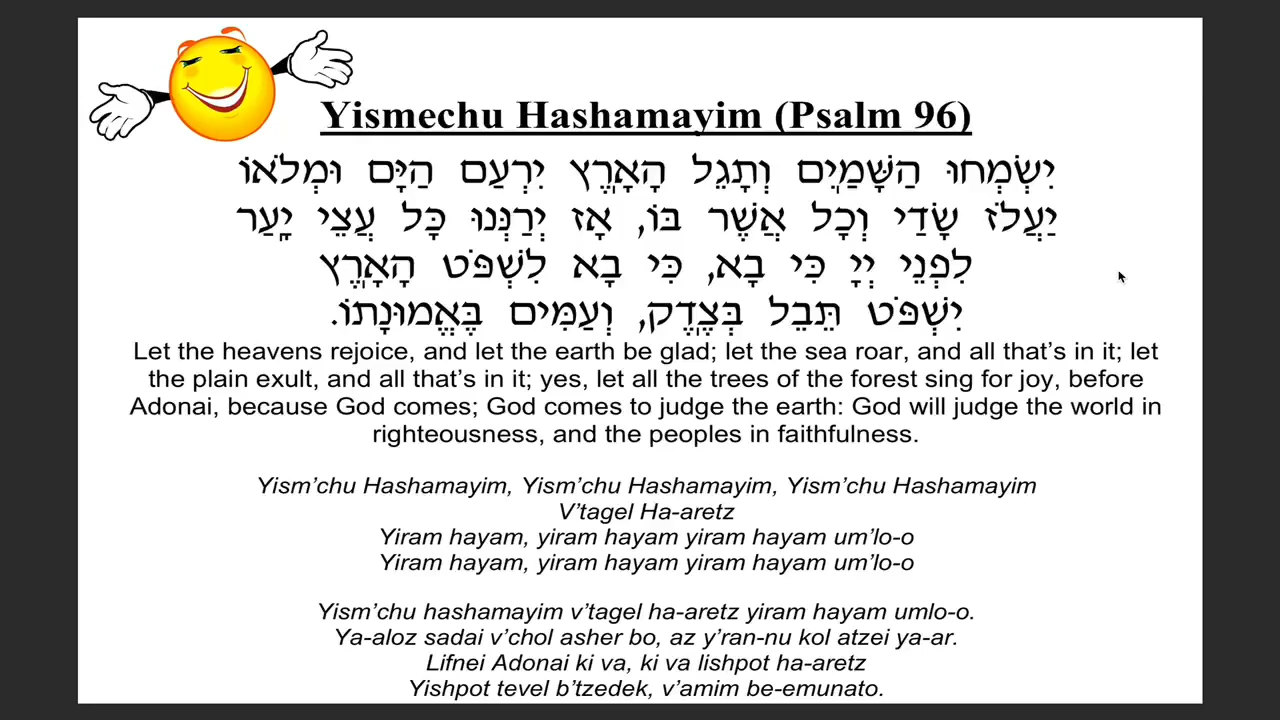 Yismechu Hashamayim (Psalm 96)
יִשְׂמְחוּ הַשָּׁמַֽיִם וְתָגֵל הָאָֽרֶץ יִרְעַם הַיָּם וּמְלֹאוֹ
יַעֲלֹז שָׂדַי וְכָל אֲשֶׁר בּוֹ, אָז יְרַנְּנוּ כָּל עֲצֵי יָֽעַר
לִפְנֵי יְיָ כִּי בָא, כִּי בָא לִשְׁפֹּט הָאָֽרֶץ
יִשְׁפֹּט תֵּבֵל בְּצֶֽדֶק, וְעַמִּים בֶּאֱמוּנָתוֹ.
Let the heavens rejoice, and let the earth be glad; let the sea roar, and all that’s in it; let
the plain exult, and all that’s in it; yes, let all the trees of the forest sing for joy, before
Adonai, because God comes; God comes to judge the earth: God will judge the world in
righteousness, and the peoples in faithfulness.
Yism’chu Hashamayim, Yism’chu Hashamayim, Yism’chu Hashamayim
V’tagel Ha-aretz
Yiram hayam, yiram hayam yiram hayam um’lo-o
Yiram hayam, yiram hayam yiram hayam um’lo-o
Yism’chu hashamayim v’tagel ha-aretz yiram hayam umlo-o.
Ya-aloz sadai v’chol asher bo, az y’ran-nu kol atzei ya-ar.
Lifnei Adonai ki va, ki va lishpot ha-aretz
Yishpot tevel b’tzedek, v’amim be-emunato.